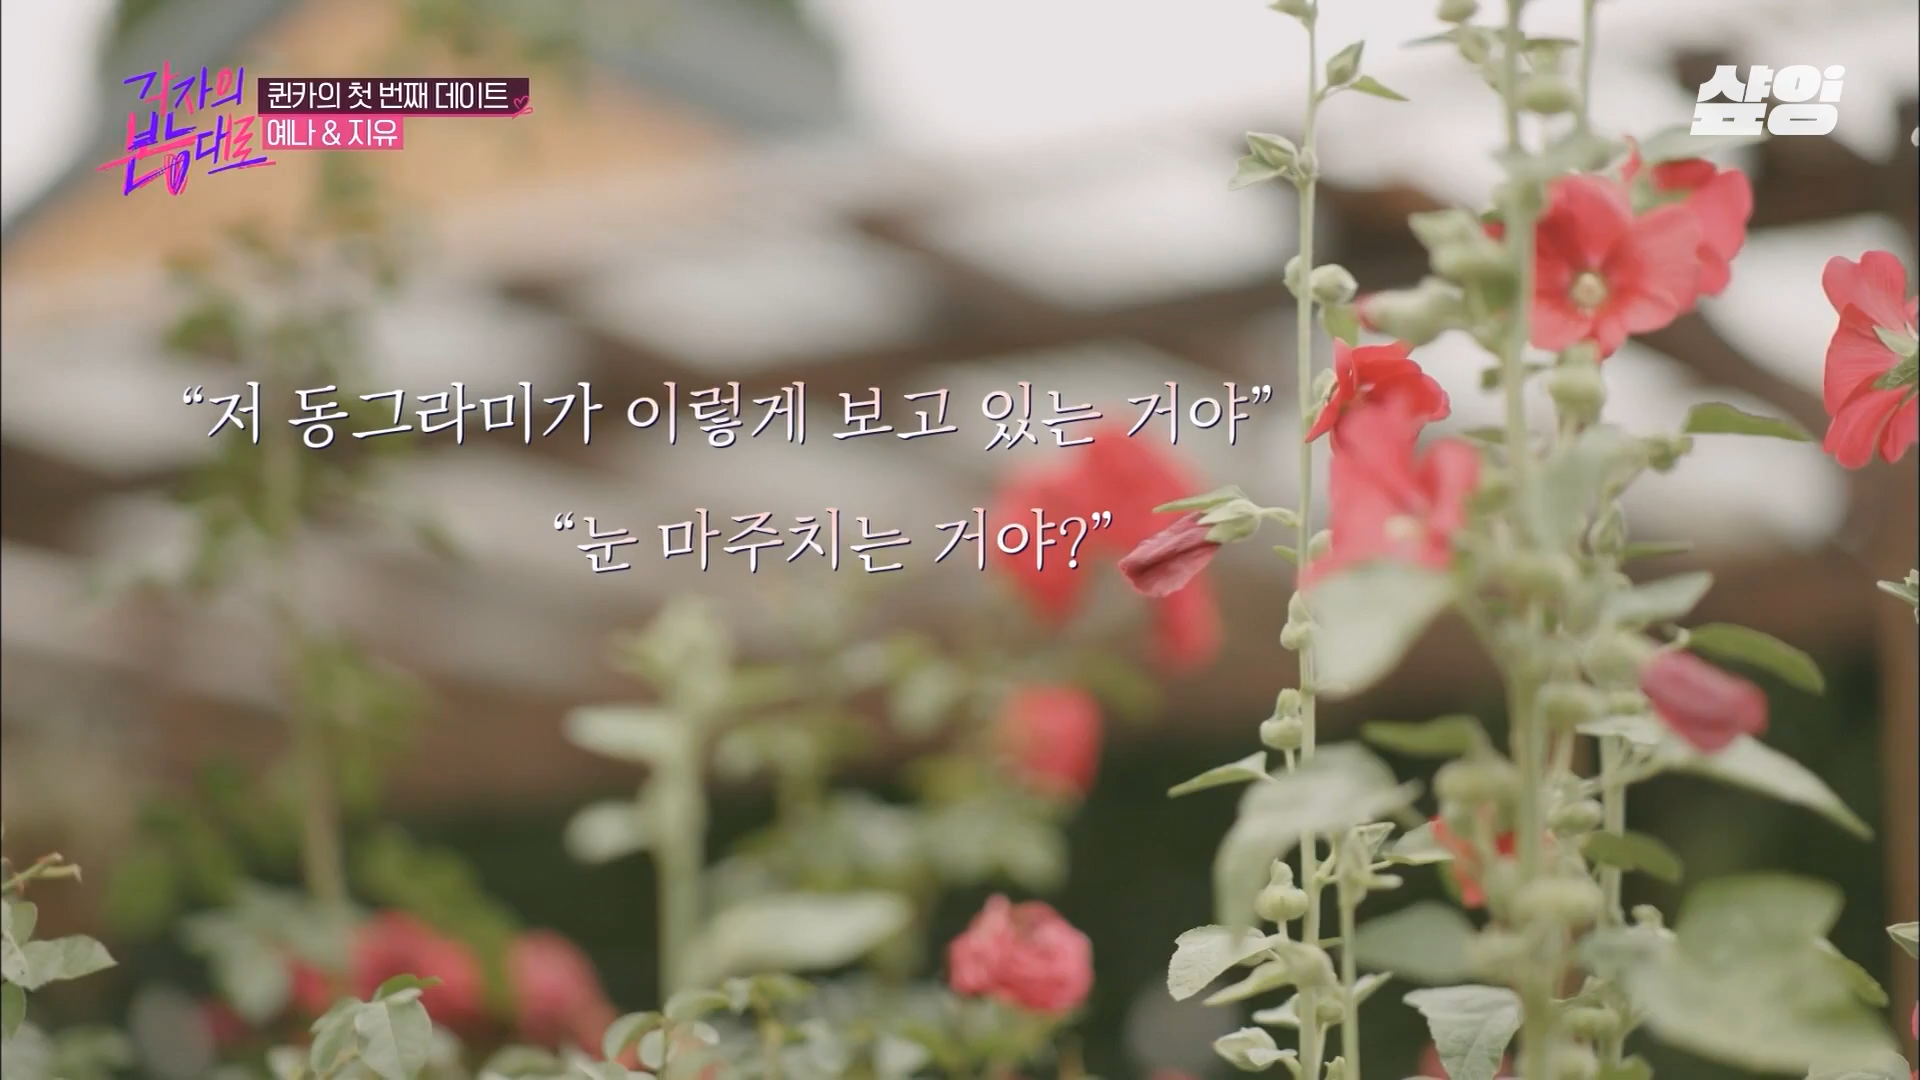 각자의
본능대로
퀸카의 첫 번째 데이트
예나 & 지유
샾잉
“저 동그라미가 이렇게 보고 있는 거야”
“눈 마주치는 거야?”